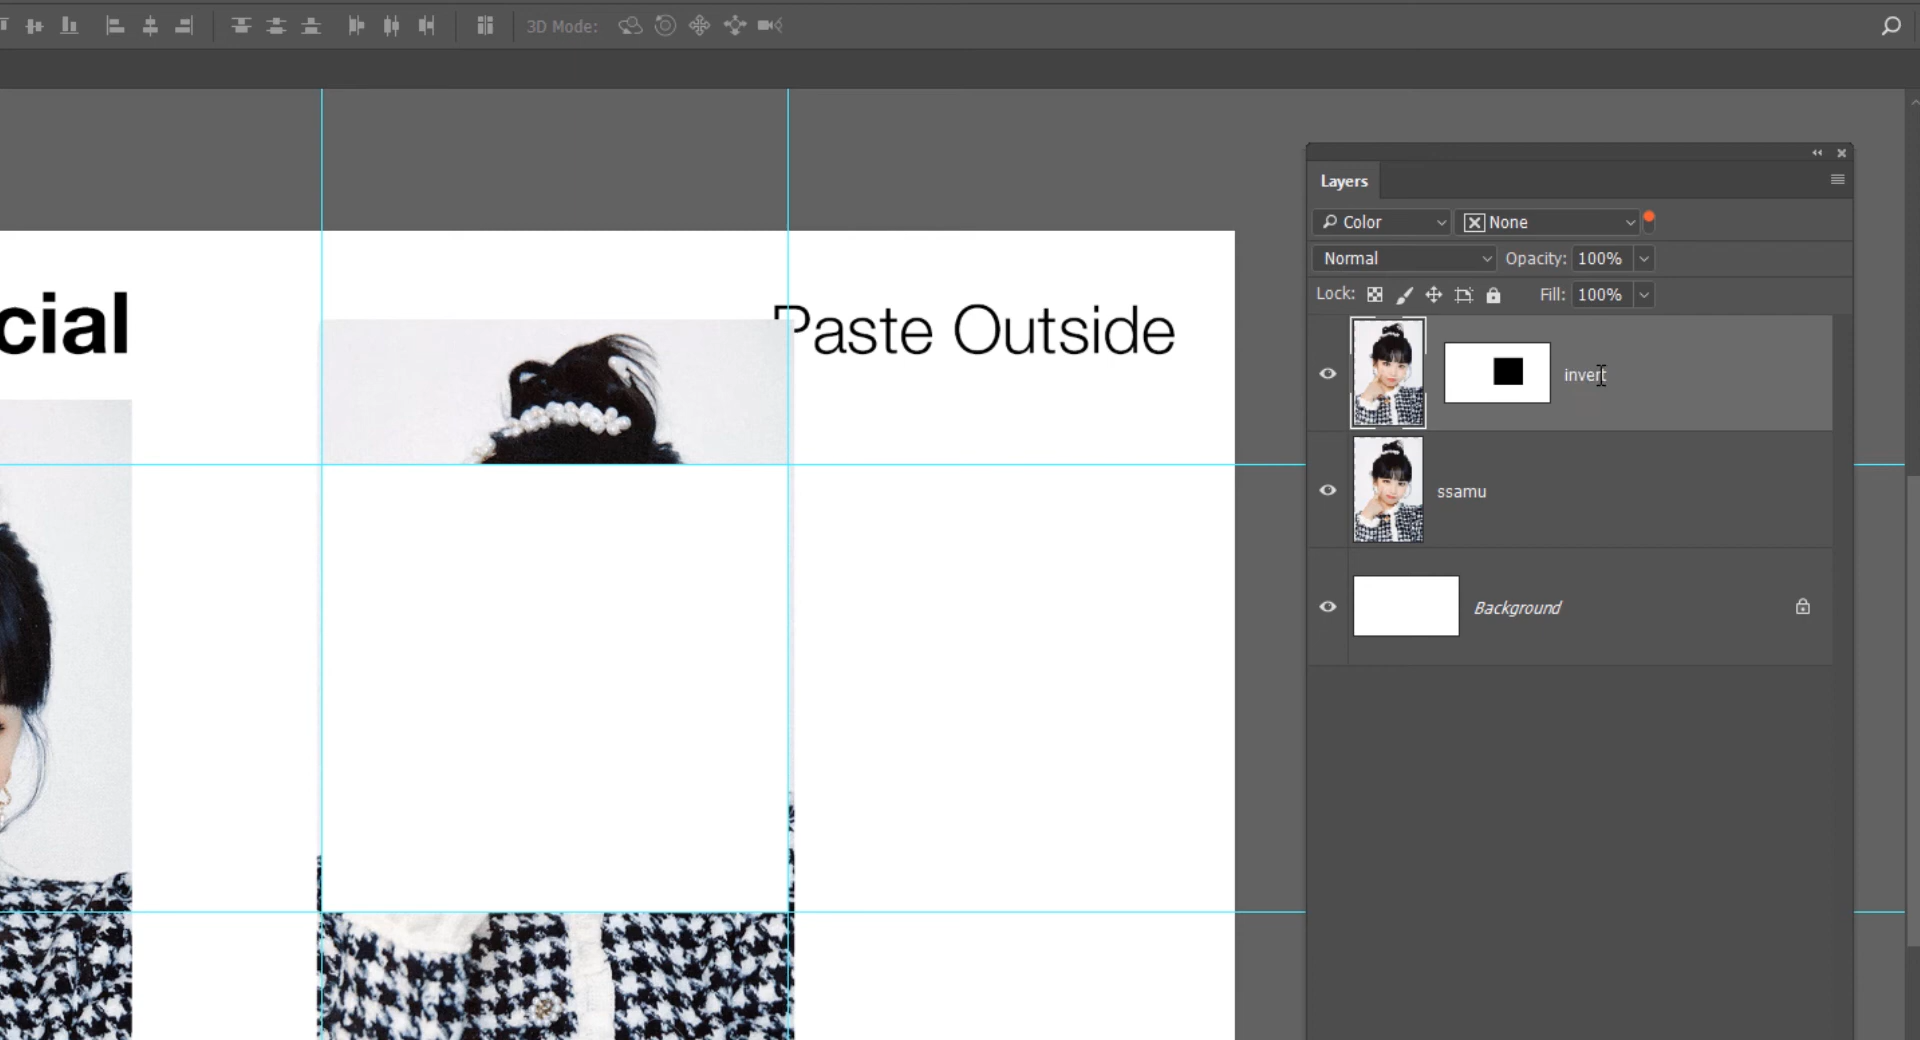 3D Mode:
cial
Paste Outside
Layers
Color
None
Normal
Opacity: 100%
Lock:
Fill: 100%
invert
ssamu
Background